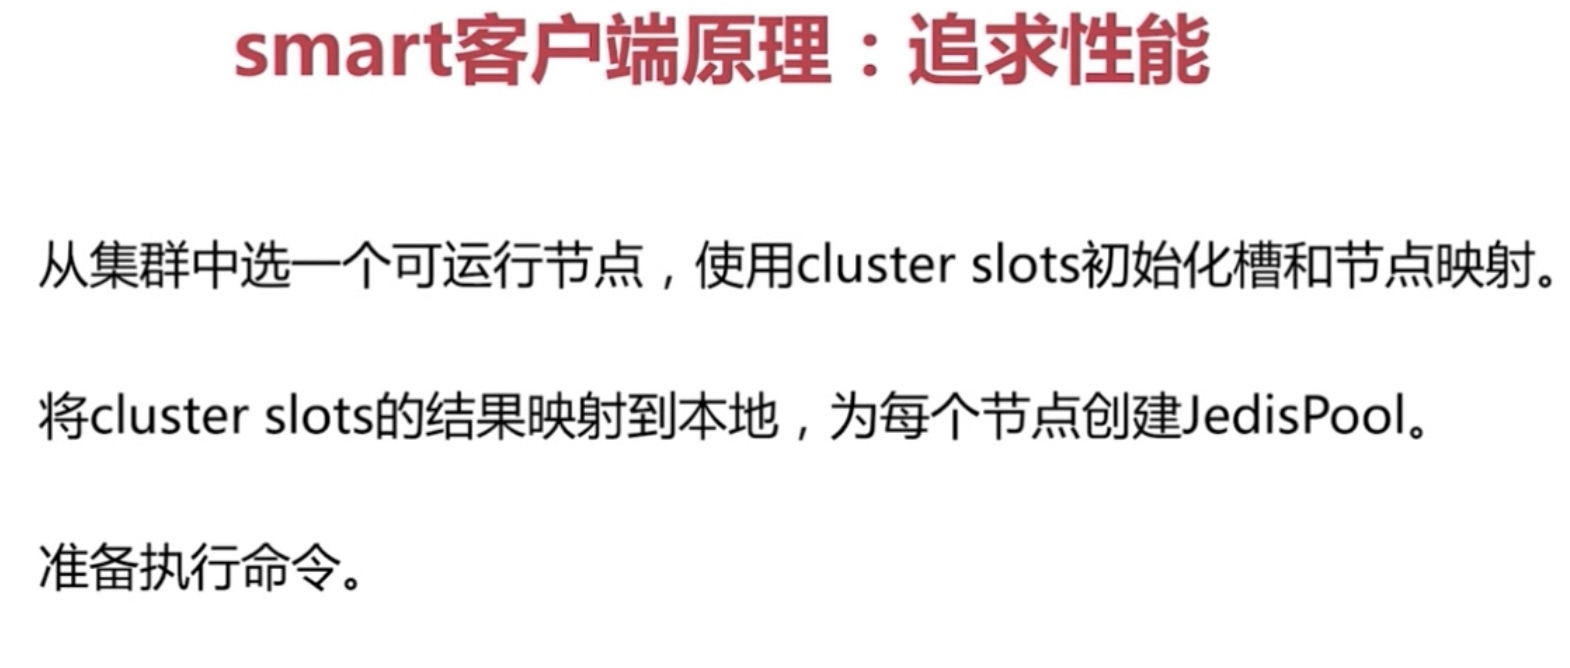 smart客户端原理：追求性能
从集群中选一个可运行节点，使用cluster slots初始化槽和节点映射。
将cluster slots的结果映射到本地，为每个节点创建JedisPool。
准备执行命令。